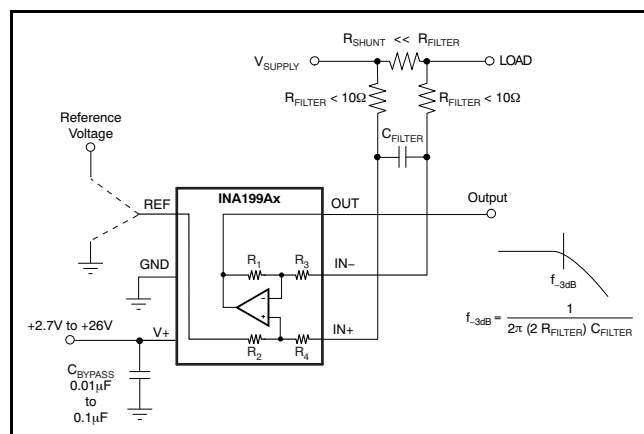 R_SHUNT << R_FILTER
V_SUPPLY
LOAD
R_FILTER < 10Ω
R_FILTER < 10Ω
C_FILTER
Reference
Voltage
REF
INA199Ax
OUT
Output
GND
R_1
R_3
IN-
-
+
f_–3dB
+2.7V to +26V
V+
R_2
R_4
IN+
f_–3dB = 1 / 2π (2 R_FILTER) C_FILTER
C_BYPASS
0.01μF
to
0.1μF